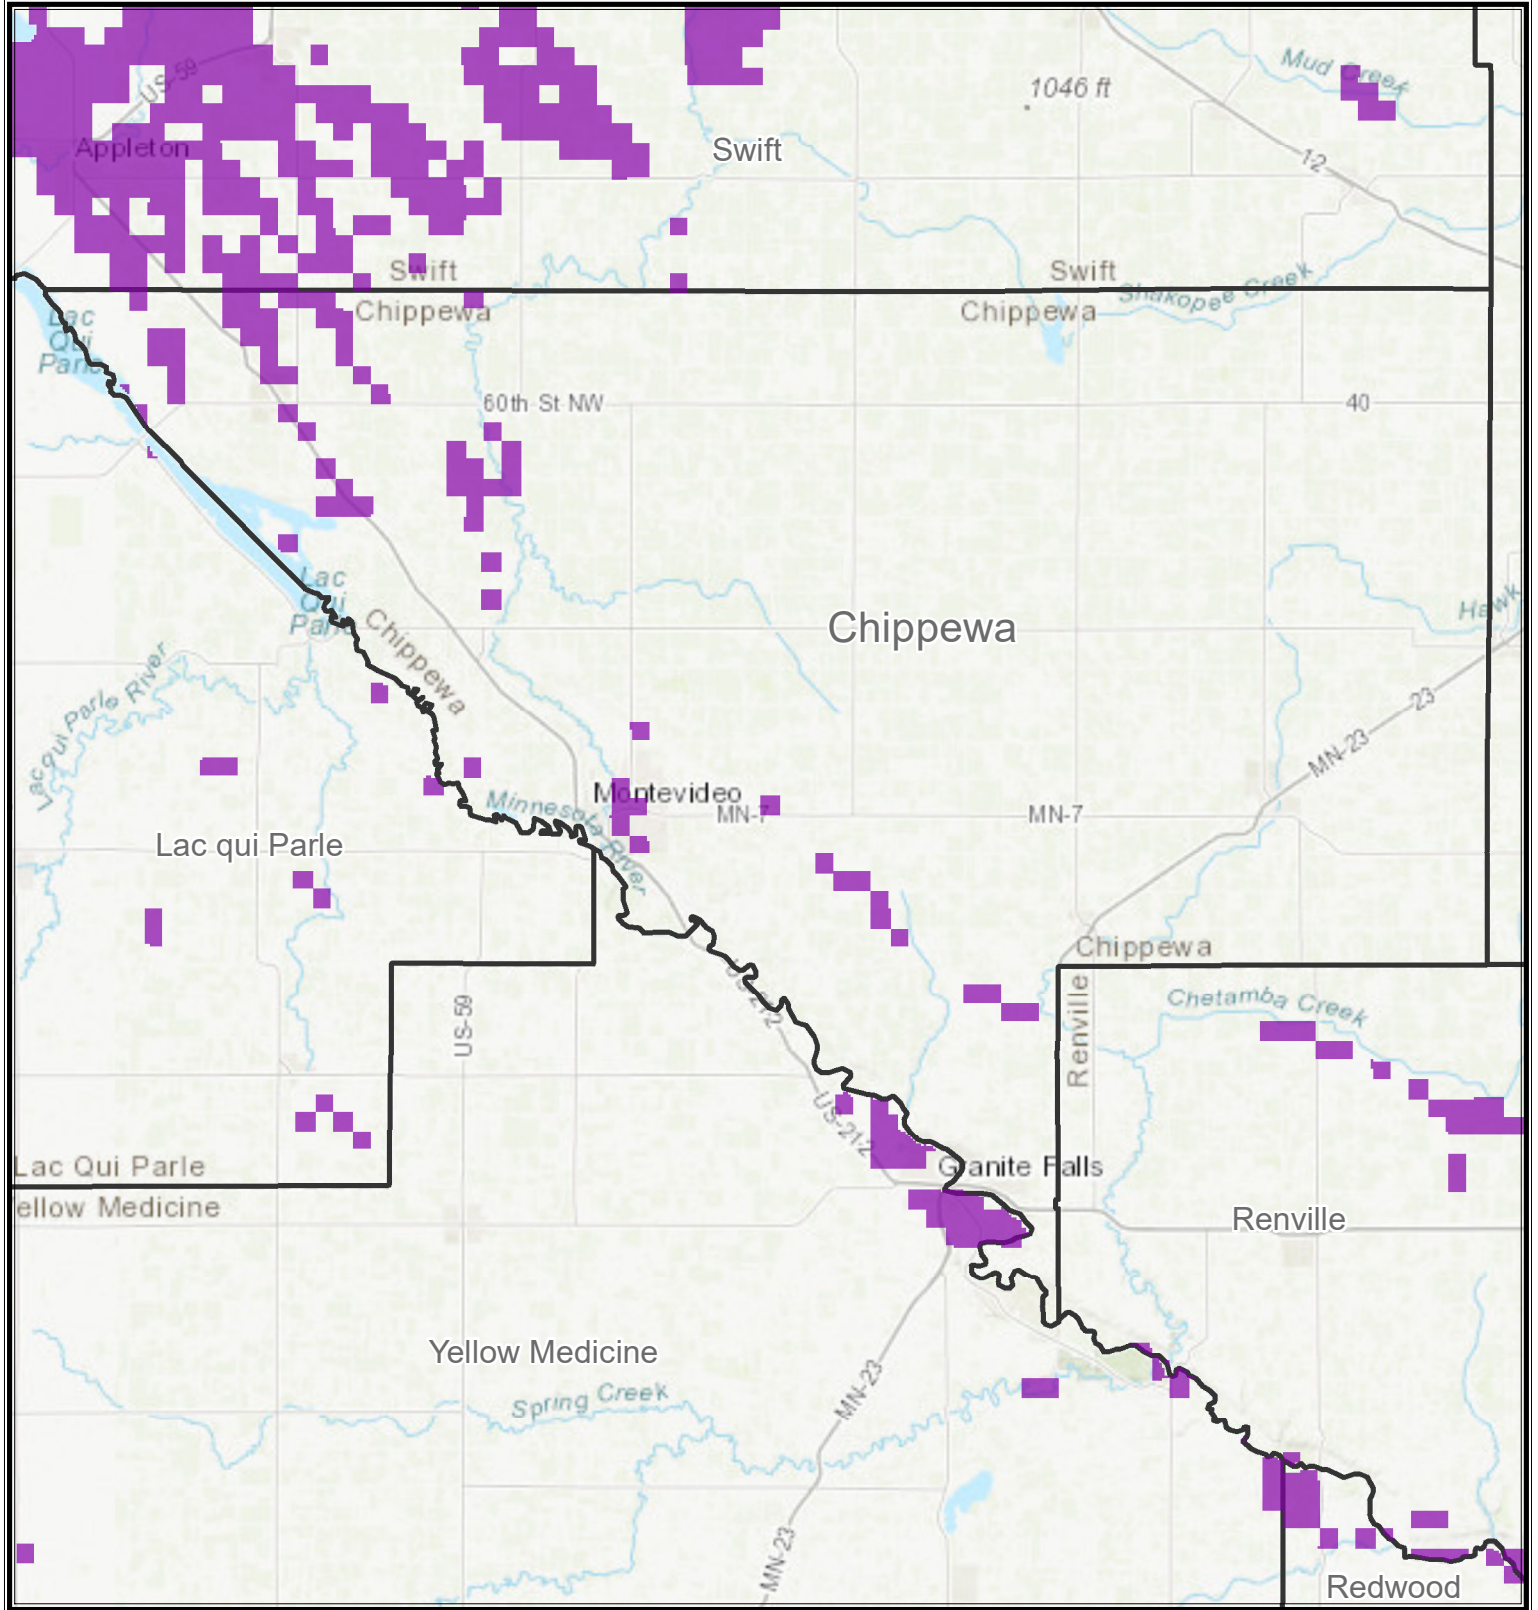 Mud Creek
US-59
1046 ft
Appleton
Swift
12
Swift
Swift
Chippewa
Chippewa
Shakopee Creek
Lac
Qui
Parle
60th St NW
40
Lac
Qui
Parle
Chippewa
Chippewa
Hawk
Lac qui Parle River
23
MN-23
Montevideo
Minnesota River
MN-7
MN-7
Lac qui Parle
Chippewa
US-212
US-59
Renville
Chetamba Creek
US-212
Lac Qui Parle
ellow Medicine
Granite Falls
Renville
Yellow Medicine
Spring Creek
MN-23
MN-23
Redwood